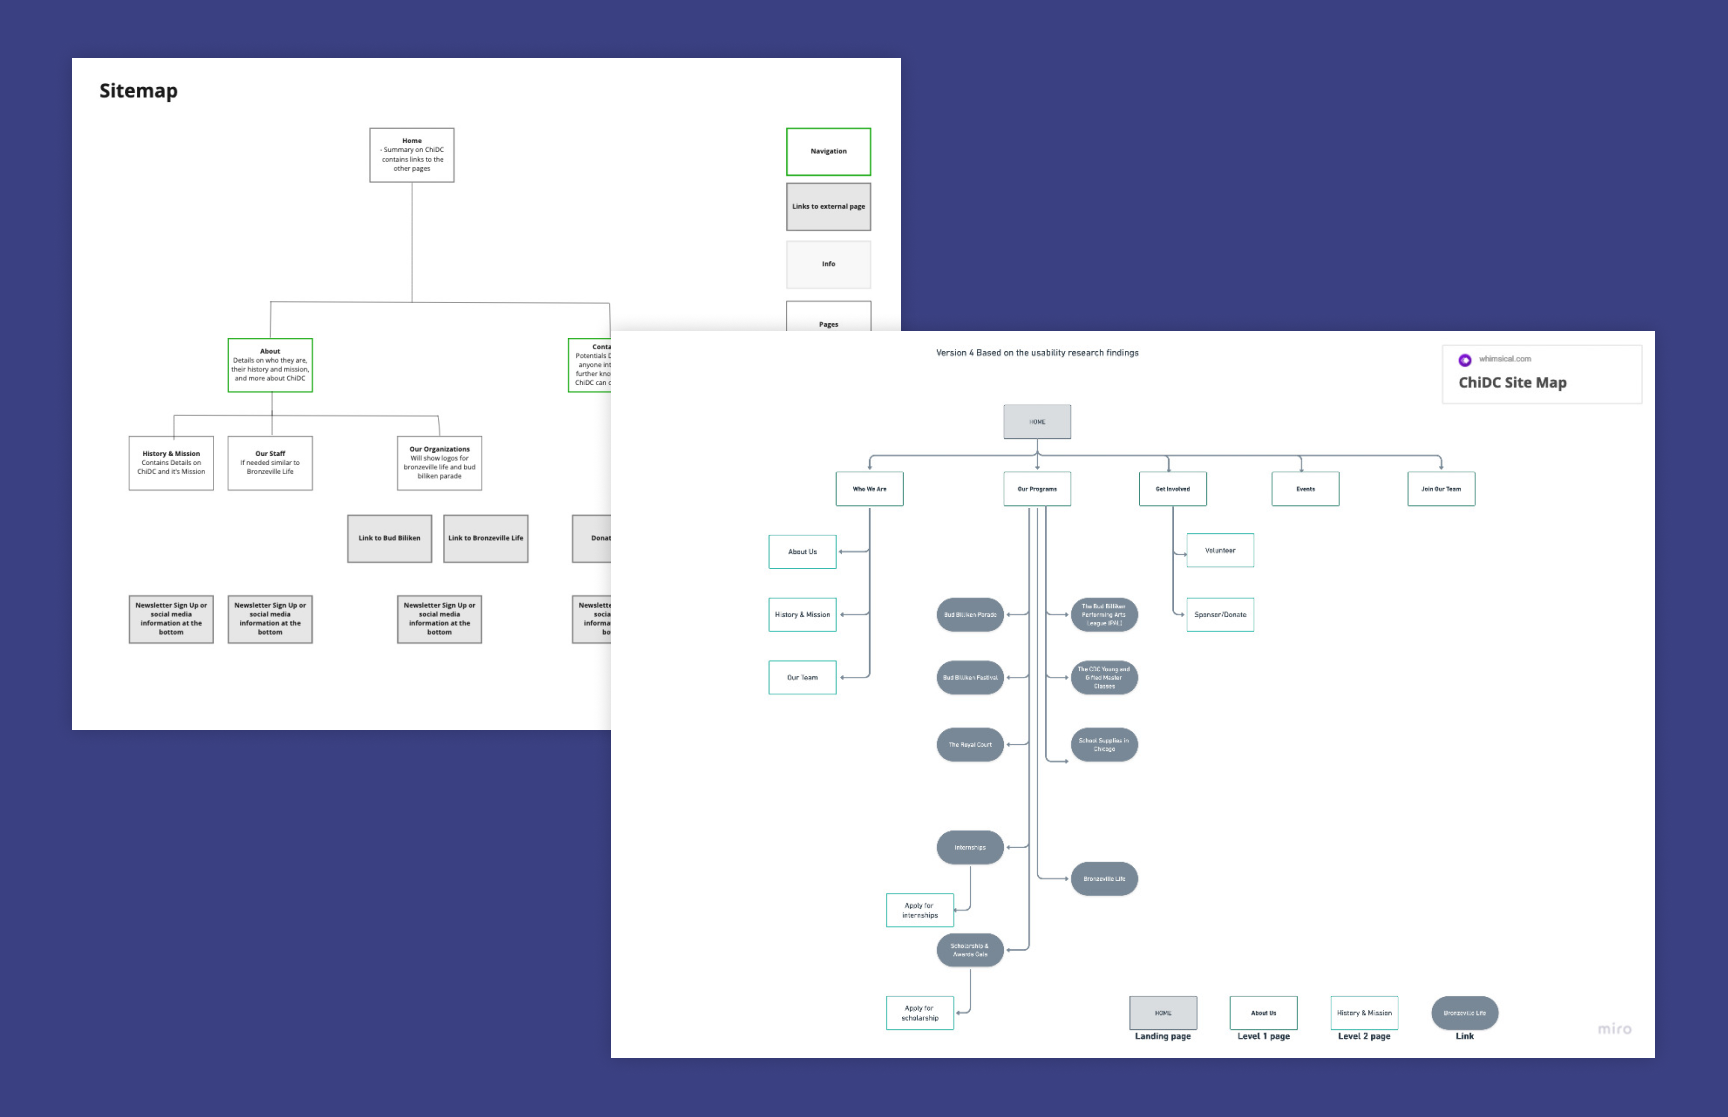 Sitemap
Home
- Summary on ChiDC
contains links to the
other pages
Navigation
Links to external page
Info
Pages
About
Details on who they are,
their history and mission,
and more about ChiDC
Conta
Potentials D
anyone int
further kno
ChiDC can c
History & Mission
Contains Details on
ChiDC and it's Mission
Our Staff
If needed similar to
Bronzeville Life
Our Organizations
Will show logos for
bronzeville life and bud
biliken parade
Link to Bud Biliken
Link to Bronzeville Life
Donat
Newsletter Sign Up or
social media
information at the
bottom
Newsletter Sign Up or
social media
information at the
bottom
Newsletter Sign Up or
social media
information at the
bottom
Newslette
socia
informa
bo
Version 4 Based on the usability research findings
whimsical.com
ChiDC Site Map
HOME
Who We Are
Our Programs
Get Involved
Events
Join Our Team
About Us
History & Mission
Our Team
Bud Billiken Parade
The Bud Billiken
Performing Arts
League (PAL)
Bud Billiken Festival
The CDC Young and
Gifted Master
Classes
The Royal Court
School Supplies in
Chicago
Internships
Apply for
internships
Bronzeville Life
Scholarship &
Awards Gala
Apply for
scholarship
Volunteer
Sponsor/Donate
HOME
Landing page
About Us
Level 1 page
History & Mission
Level 2 page
Bronzeville Life
Link
miro